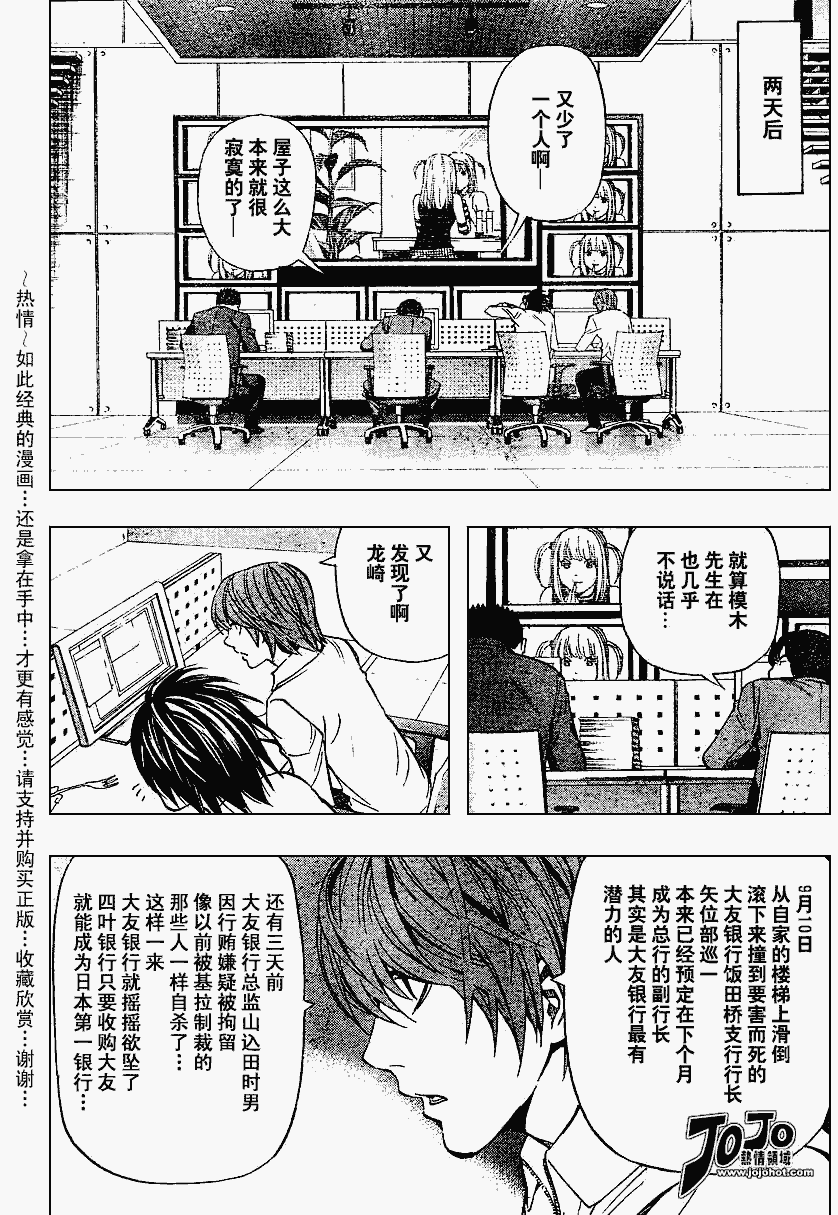 两天后
又少了
一个人啊—
屋子这么大
本来就很
寂寞的了—
就算模木
先生在
也几乎
不说话…
又
发现了啊
龙崎
9月10日
从自家的楼梯上滑倒
滚下来撞到要害而死的
大友银行饭田桥支行行长
矢位部巡一
本来已经预定在下个月
成为总行的副行长
其实是大友银行最有
潜力的人
还有三天前
大友银行总监山込田时男
因行贿嫌疑被拘留
像以前被基拉制裁的
那些人一样自杀了…
这样一来
大友银行就摇摇欲坠了
四叶银行只要收购大友
就能成为日本第一银行…
~热情~如此经典的漫画…还是拿在手中…才更有感觉…请支持并购买正版…收藏欣赏…谢谢…
JOJO
熱情領域
www.jojohot.com